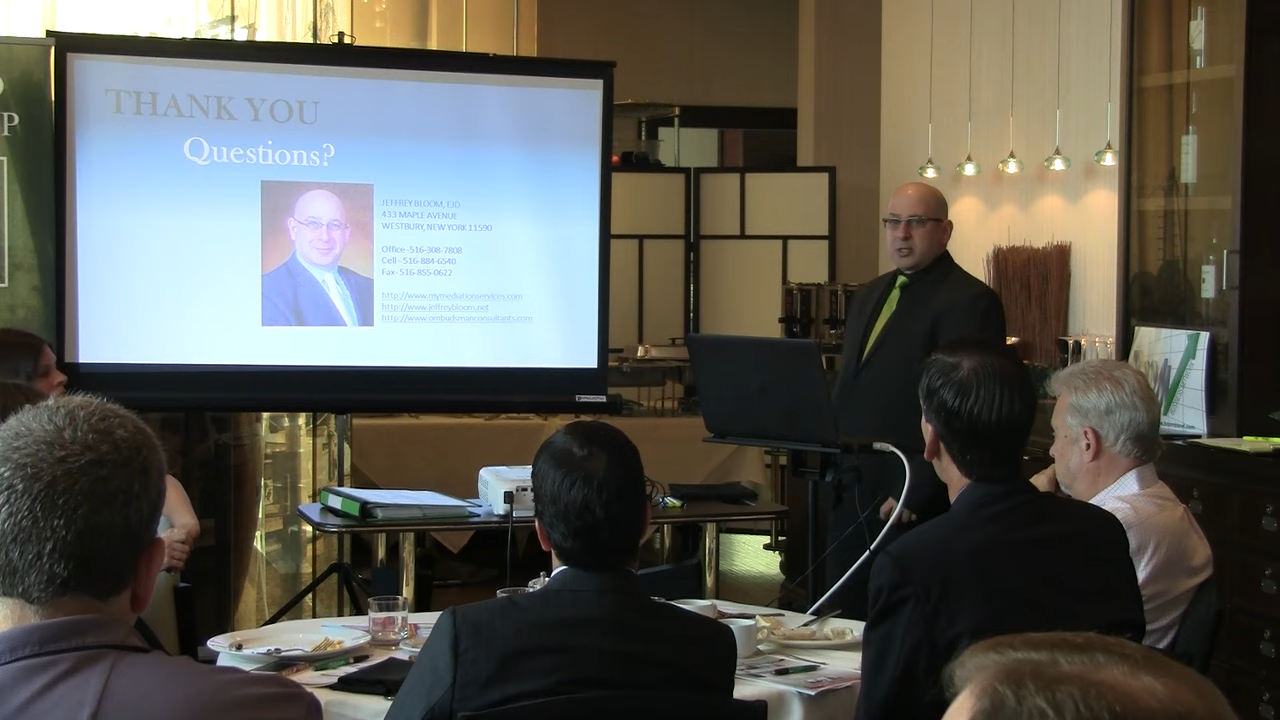 P
THANK YOU
Questions?
JEFFREY BLOOM, EJD
433 MAPLE AVENUE
WESTBURY, NEW YORK 11590
Office -516-308-7808
Cell - 516-884-6540
Fax- 516-855-0622
http://www.mymediationservices.com
http://www.jeffreybloom.net
http://www.ombudsmanconsultants.com